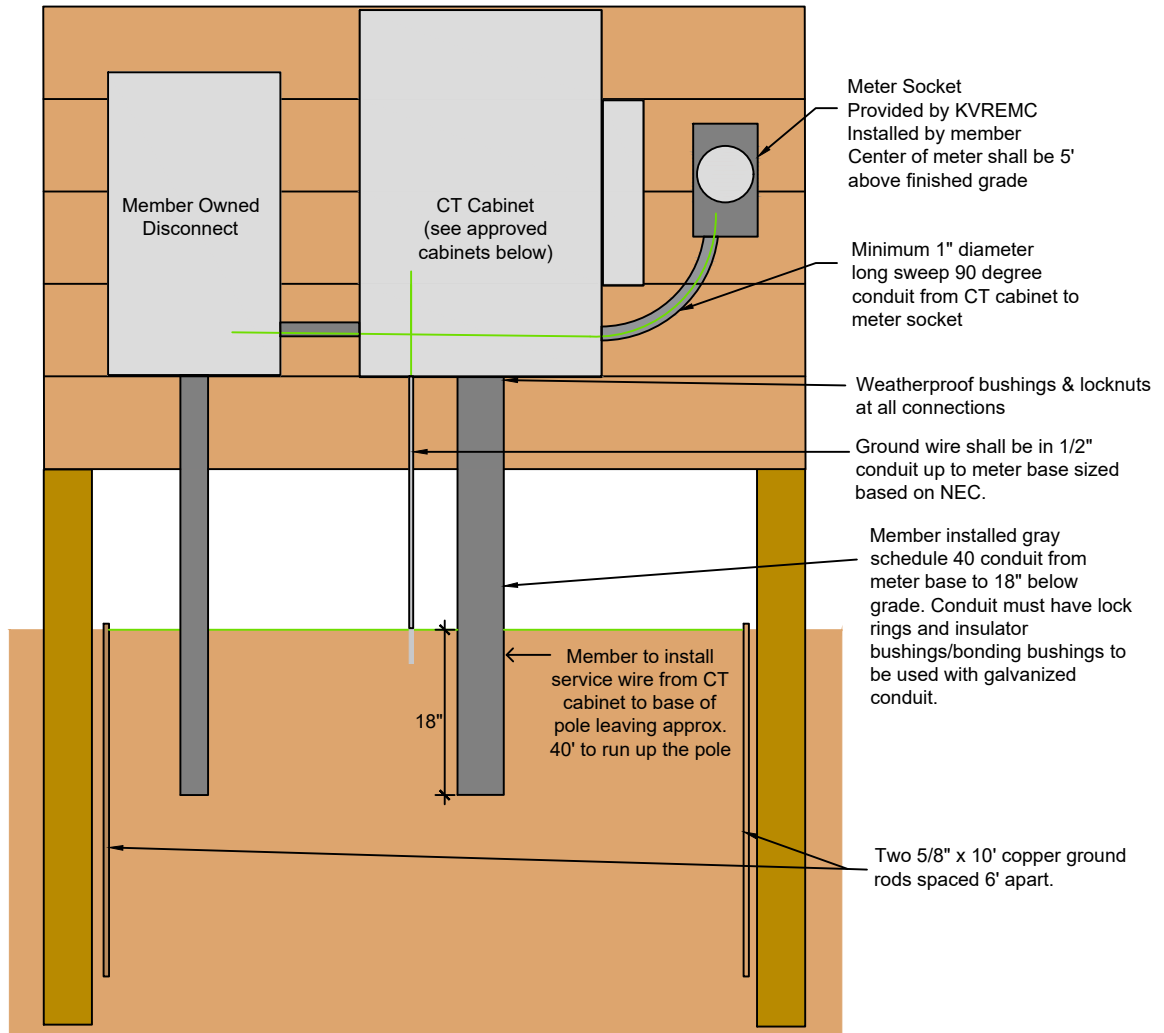 Meter Socket
Provided by KVREMC
Installed by member
Center of meter shall be 5'
above finished grade
Member Owned
Disconnect
CT Cabinet
(see approved
cabinets below)
Minimum 1" diameter
long sweep 90 degree
conduit from CT cabinet to
meter socket
Weatherproof bushings & locknuts
at all connections
Ground wire shall be in 1/2"
conduit up to meter base sized
based on NEC.
Member installed gray
schedule 40 conduit from
meter base to 18" below
grade. Conduit must have lock
rings and insulator
bushings/bonding bushings to
be used with galvanized
conduit.
Member to install
service wire from CT
cabinet to base of
pole leaving approx.
40' to run up the pole
18"
Two 5/8" x 10' copper ground
rods spaced 6' apart.